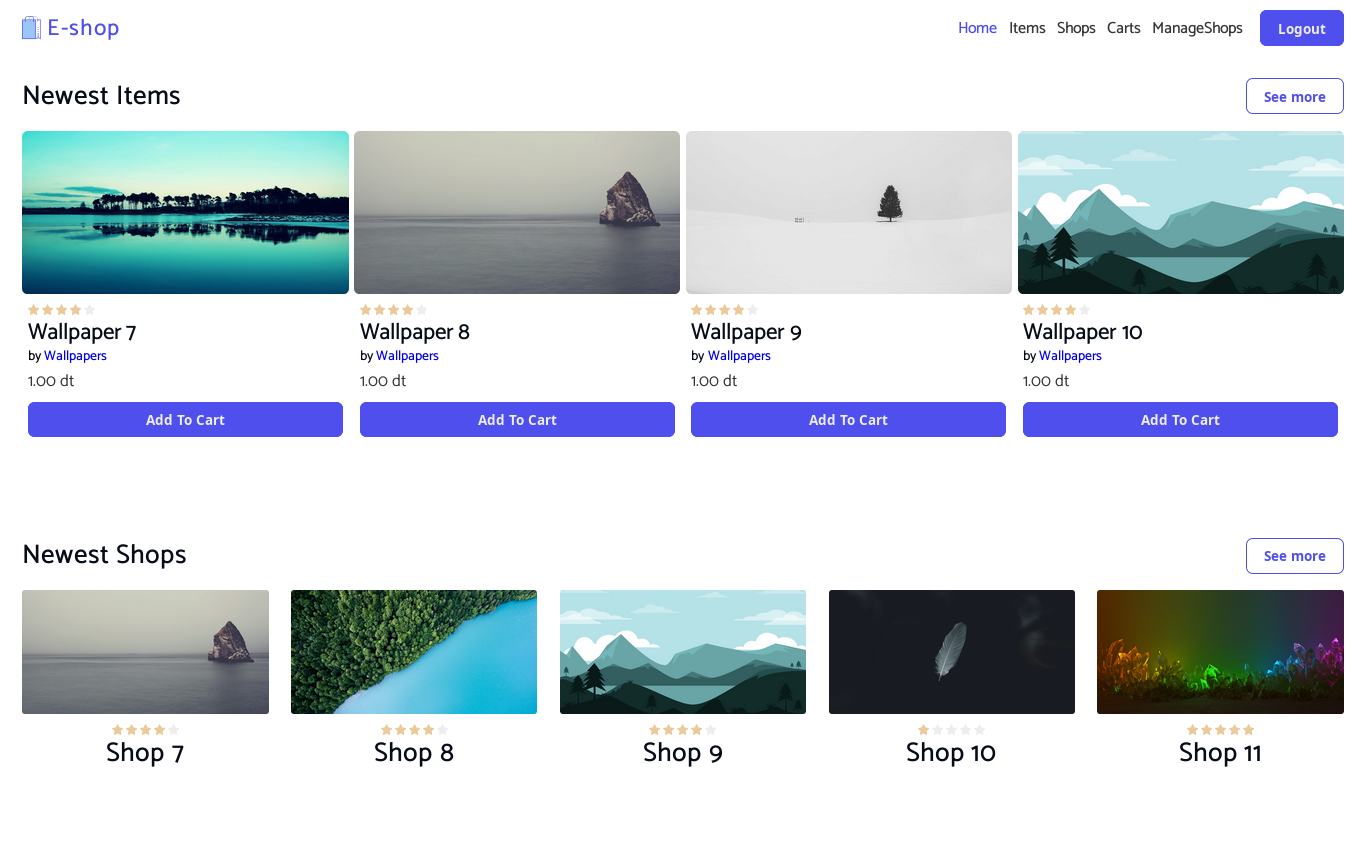 E-shop
Home Items Shops Carts ManageShops Logout
Newest Items
See more
Wallpaper 7
by Wallpapers
1.00 dt
Add To Cart
Wallpaper 8
by Wallpapers
1.00 dt
Add To Cart
Wallpaper 9
by Wallpapers
1.00 dt
Add To Cart
Wallpaper 10
by Wallpapers
1.00 dt
Add To Cart
Newest Shops
See more
Shop 7
Shop 8
Shop 9
Shop 10
Shop 11